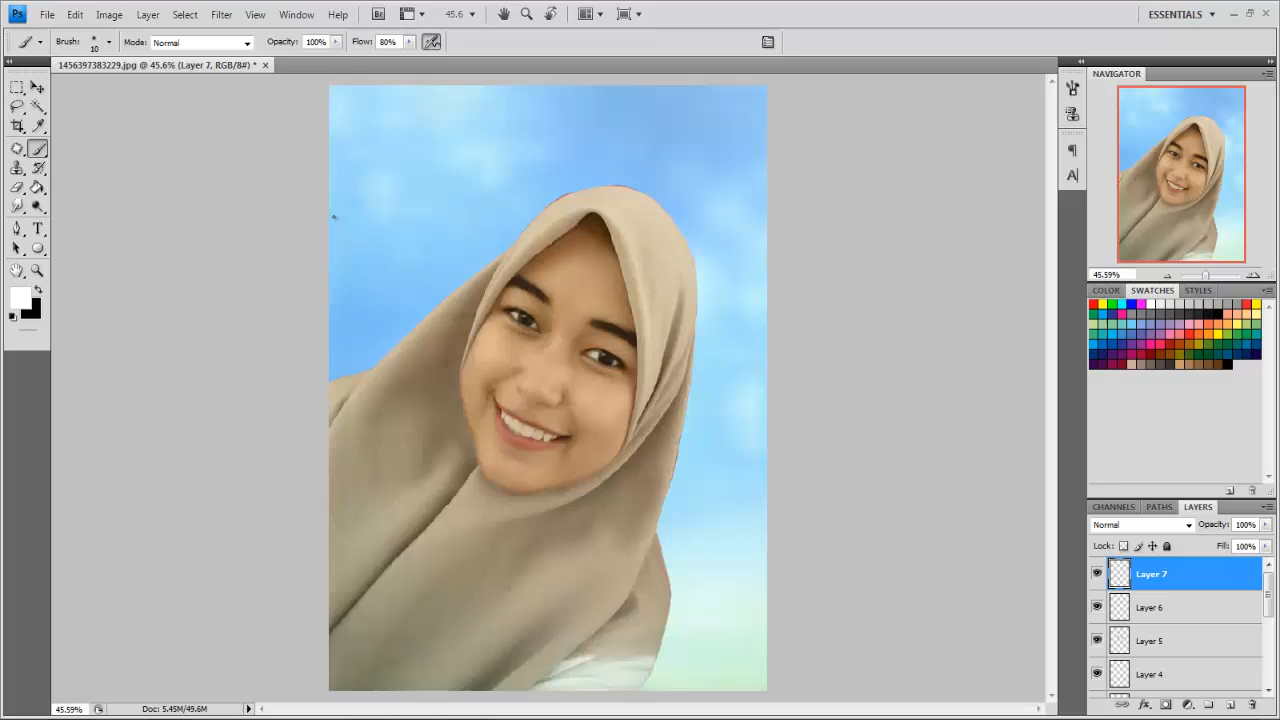 Ps File Edit Image Layer Select Filter View Window Help Br 45.6 ESSENTIALS
Brush: 10 Mode: Normal Opacity: 100% Flow: 80%
1456397383229.jpg @ 45.6% (Layer 7, RGB/8#) *
NAVIGATOR
45.59%
COLOR SWATCHES STYLES
CHANNELS PATHS LAYERS
Normal Opacity: 100%
Lock: Fill: 100%
Layer 7
Layer 6
Layer 5
Layer 4
45.59% Doc: 5.45M/49.6M